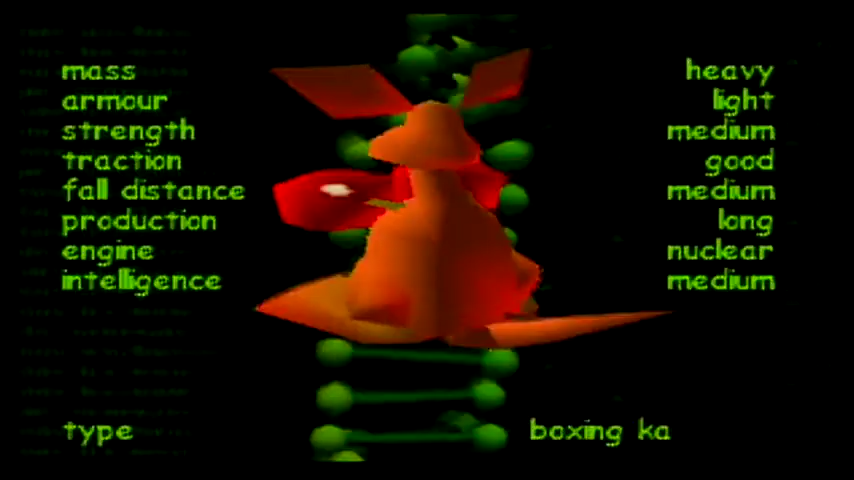 mass heavy
armour light
strength medium
traction good
fall distance medium
production long
engine nuclear
intelligence medium
type boxing ka